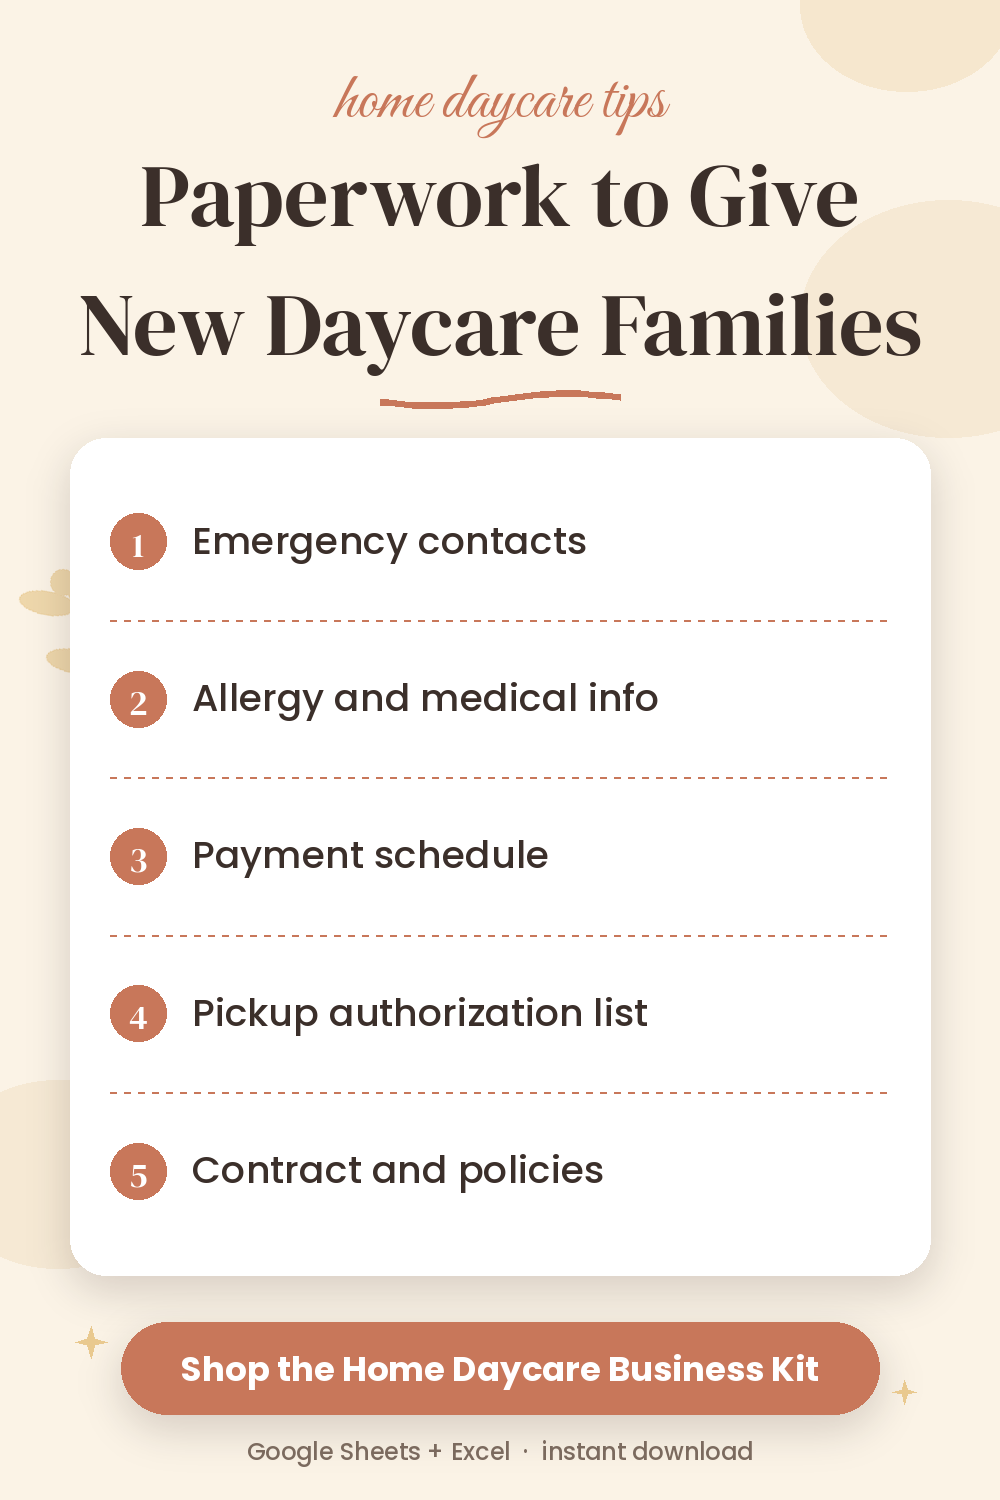 home daycare tips
Paperwork to Give
New Daycare Families
1 Emergency contacts
2 Allergy and medical info
3 Payment schedule
4 Pickup authorization list
5 Contract and policies
Shop the Home Daycare Business Kit
Google Sheets + Excel · instant download